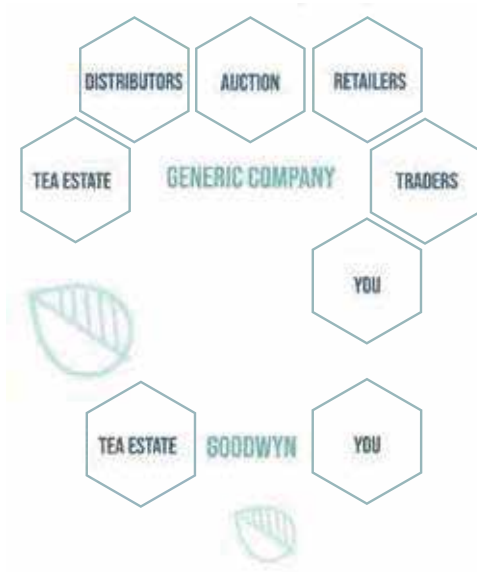 DISTRIBUTORS
AUCTION
RETAILERS
TEA ESTATE
GENERIC COMPANY
TRADERS
YOU
TEA ESTATE
GOODWYN
YOU